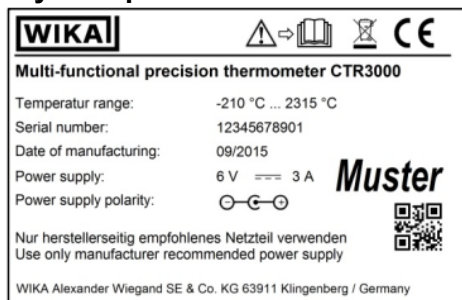 WIKA
CE
Multi-functional precision thermometer CTR3000
Temperatur range: -210 °C ... 2315 °C
Serial number: 12345678901
Date of manufacturing: 09/2015
Power supply: 6 V ⎓ 3 A
Muster
Power supply polarity:
Nur herstellerseitig empfohlenes Netzteil verwenden
Use only manufacturer recommended power supply
WIKA Alexander Wiegand SE & Co. KG 63911 Klingenberg / Germany